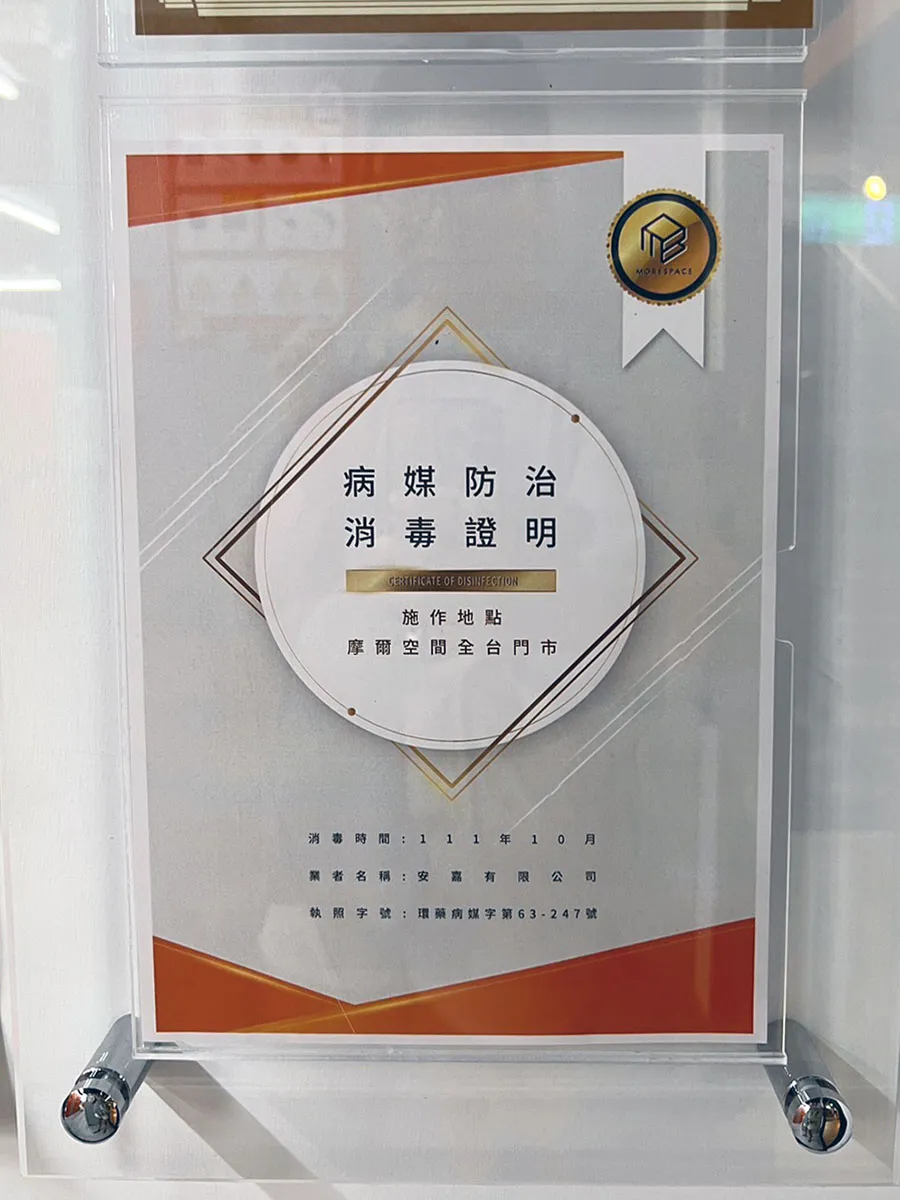 MORESPACE
病媒防治
消毒證明
CERTIFICATE OF DISINFECTION
施作地點
摩爾空間全台門市
消毒時間:111年10月
業者名稱:安嘉有限公司
執照字號:環藥病媒字第63-247號